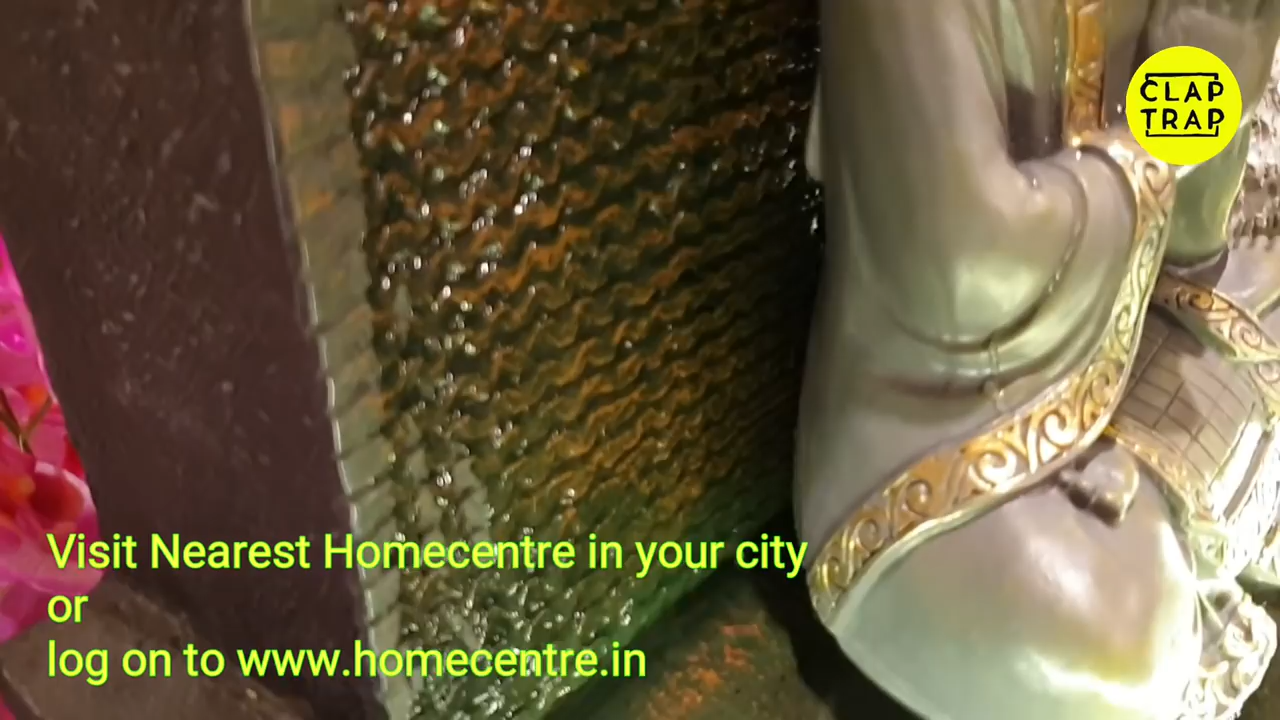 CLAP
TRAP
Visit Nearest Homecentre in your city
or
log on to www.homecentre.in